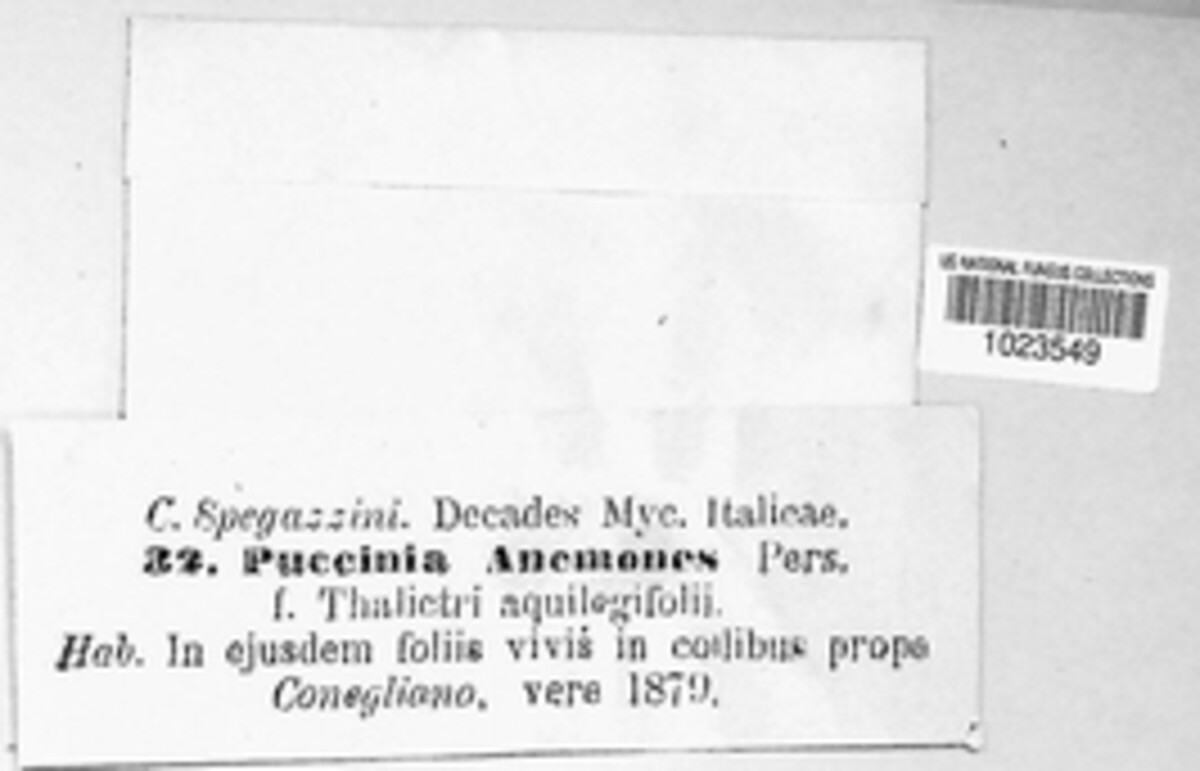 C. Spegazzini. Decades Myc. Italicae.
32. Puccinia Anemones Pers.
f. Thalictri aquilegifolii.
Hab. In ejusdem foliis vivis in collibus prope
Conegliano. vere 1879.
US NATIONAL FUNGUS COLLECTIONS
1023549